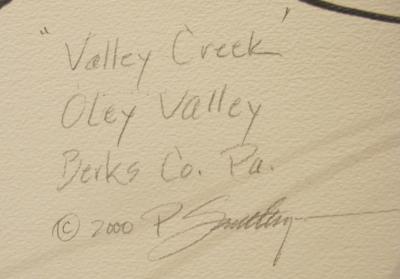 "Valley Creek"
Oley Valley
Berks Co. Pa.
© 2000 P